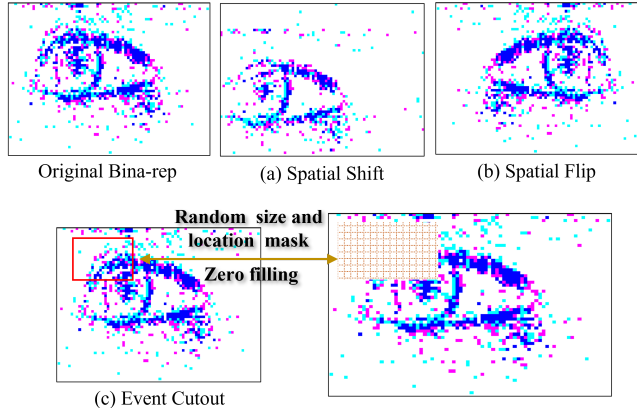 Original Bina-rep
(a) Spatial Shift
(b) Spatial Flip
Random size and
location mask
Zero filling
(c) Event Cutout